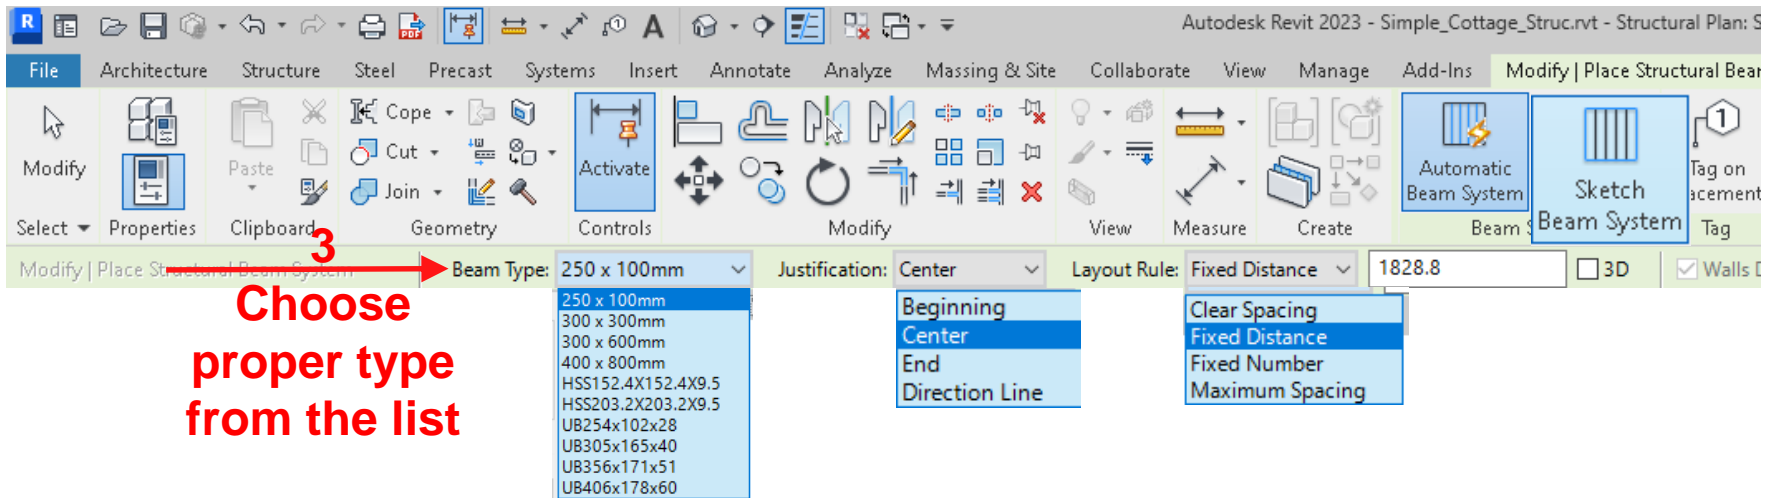 R PDF A Autodesk Revit 2023 - Simple_Cottage_Struc.rvt - Structural Plan: S
File Architecture Structure Steel Precast Systems Insert Annotate Analyze Massing & Site Collaborate View Manage Add-Ins Modify | Place Structural Bear
Cope
Cut
Join
Modify Paste Activate Automatic Beam System Sketch Beam System 1 Tag on acement
Select Properties Clipboard Geometry Controls Modify View Measure Create Beam S Tag
3
Modify | Place Structural Beam System Beam Type: 250 x 100mm Justification: Center Layout Rule: Fixed Distance 1828.8 3D Walls D
Choose
proper type
from the list
250 x 100mm
300 x 300mm
300 x 600mm
400 x 800mm
HSS152.4X152.4X9.5
HSS203.2X203.2X9.5
UB254x102x28
UB305x165x40
UB356x171x51
UB406x178x60
Beginning
Center
End
Direction Line
Clear Spacing
Fixed Distance
Fixed Number
Maximum Spacing